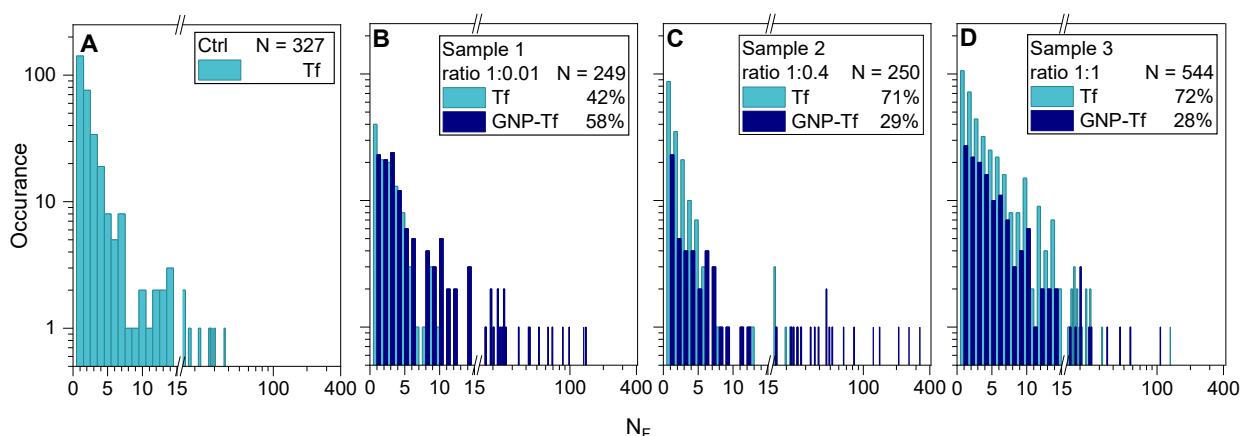 A
Ctrl N = 327
Tf
B
Sample 1
ratio 1:0.01 N = 249
Tf 42%
GNP-Tf 58%
C
Sample 2
ratio 1:0.4 N = 250
Tf 71%
GNP-Tf 29%
D
Sample 3
ratio 1:1 N = 544
Tf 72%
GNP-Tf 28%
Occurance
100
10
1
0 5 10 15 100 400
0 5 10 15 100 400
0 5 10 15 100 400
0 5 10 15 100 400